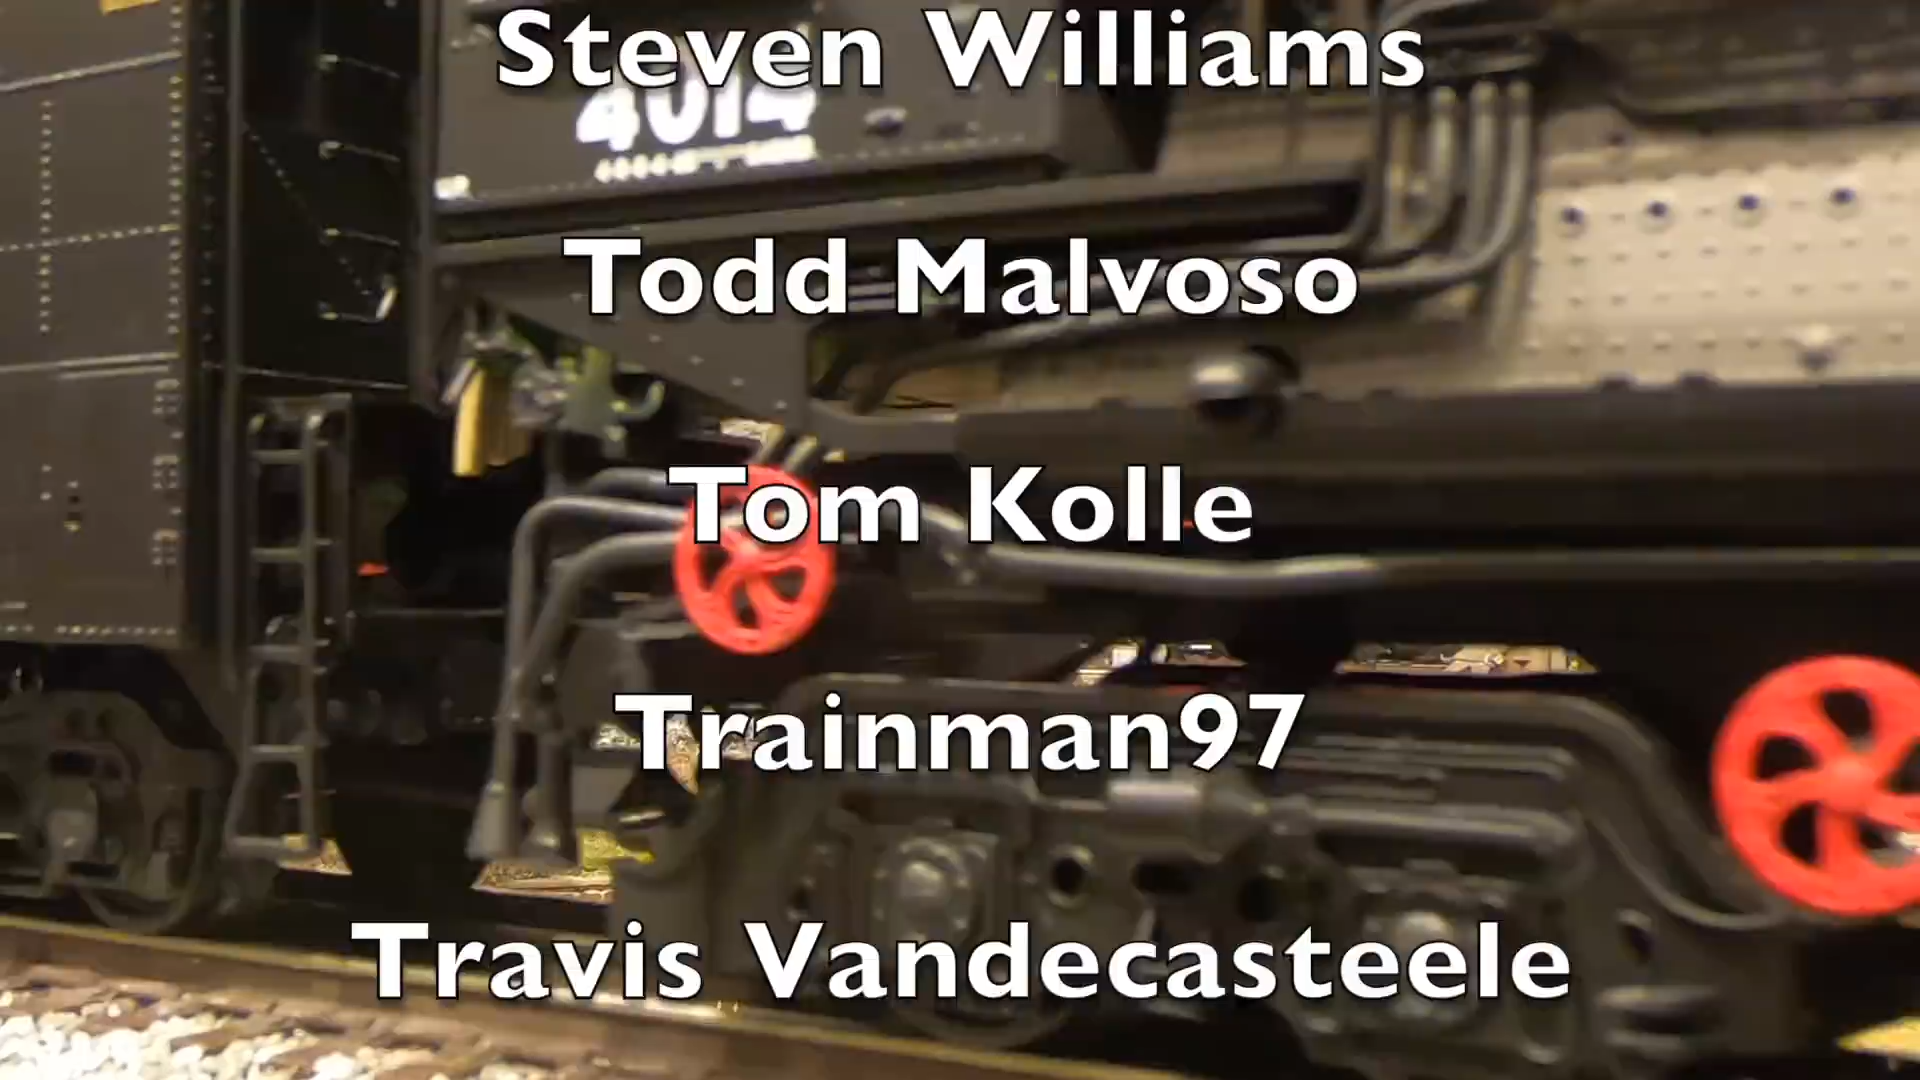 Steven Williams
4014
Todd Malvoso
Tom Kolle
Trainman97
Travis Vandecasteele